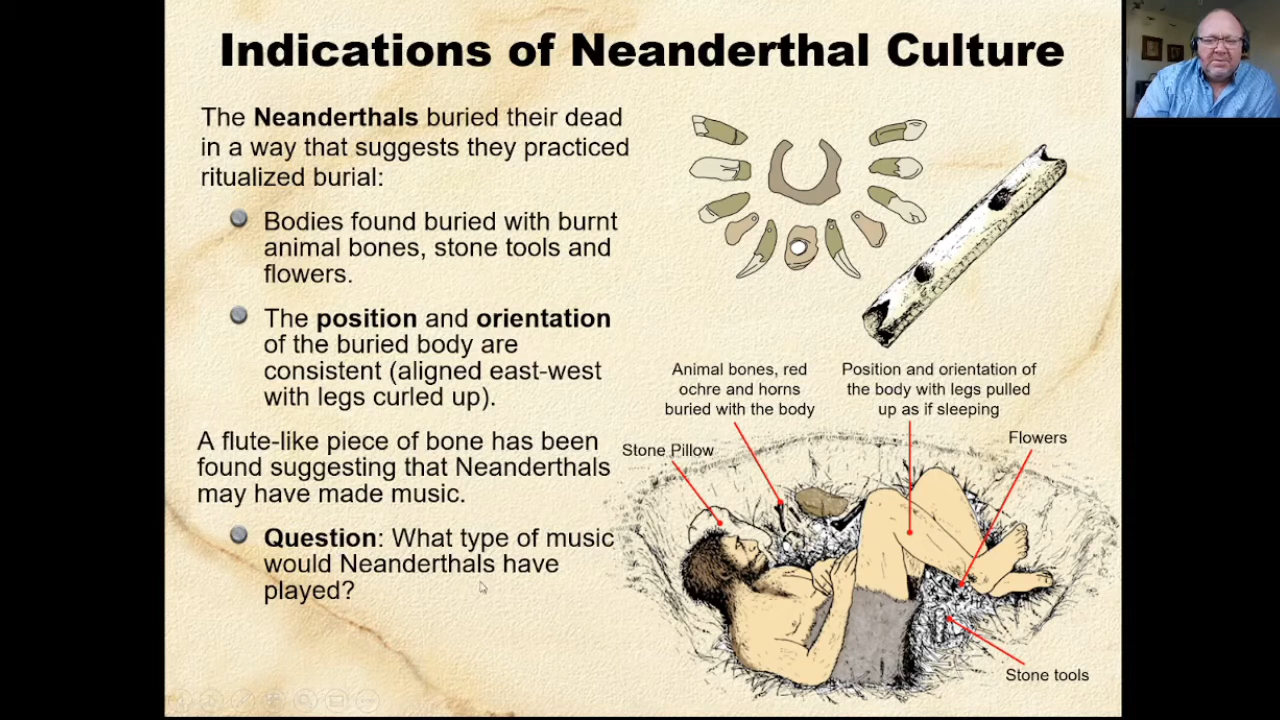 Indications of Neanderthal Culture
The Neanderthals buried their dead
in a way that suggests they practiced
ritualized burial:
Bodies found buried with burnt
animal bones, stone tools and
flowers.
The position and orientation
of the buried body are
consistent (aligned east-west
with legs curled up).
A flute-like piece of bone has been
found suggesting that Neanderthals
may have made music.
Question: What type of music
would Neanderthals have
played?
Animal bones, red
ochre and horns
buried with the body
Position and orientation of
the body with legs pulled
up as if sleeping
Stone Pillow
Flowers
Stone tools